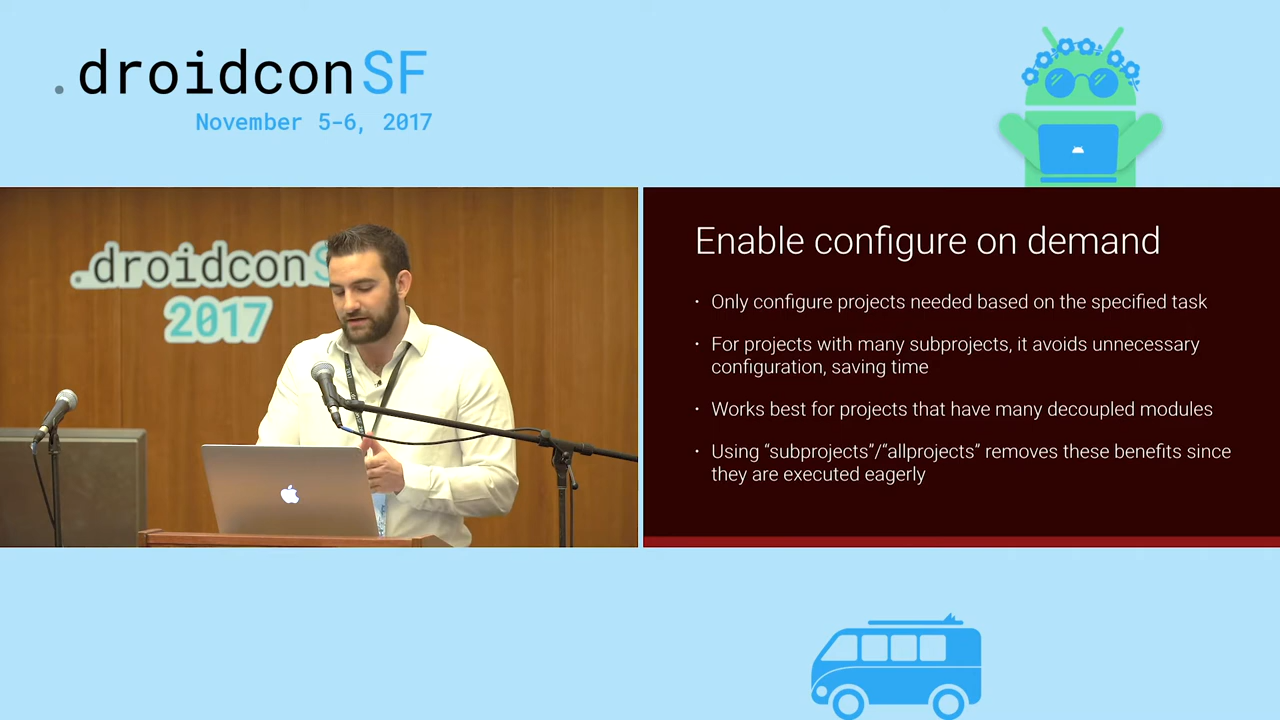 .droidconSF
November 5-6, 2017
.droidconS
2017
Enable configure on demand
• Only configure projects needed based on the specified task
• For projects with many subprojects, it avoids unnecessary
configuration, saving time
• Works best for projects that have many decoupled modules
• Using “subprojects”/“allprojects” removes these benefits since
they are executed eagerly